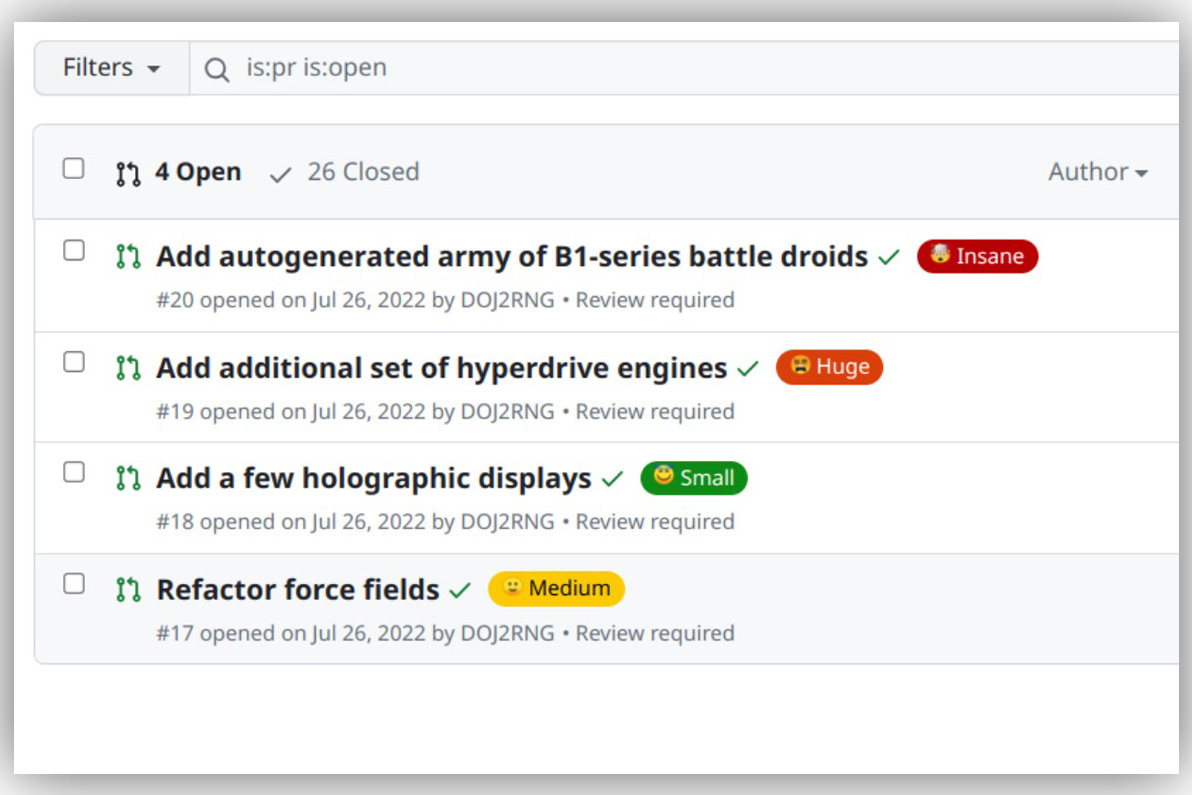 Filters is:pr is:open
4 Open 26 Closed Author
Add autogenerated army of B1-series battle droids Insane
#20 opened on Jul 26, 2022 by DOJ2RNG • Review required
Add additional set of hyperdrive engines Huge
#19 opened on Jul 26, 2022 by DOJ2RNG • Review required
Add a few holographic displays Small
#18 opened on Jul 26, 2022 by DOJ2RNG • Review required
Refactor force fields Medium
#17 opened on Jul 26, 2022 by DOJ2RNG • Review required